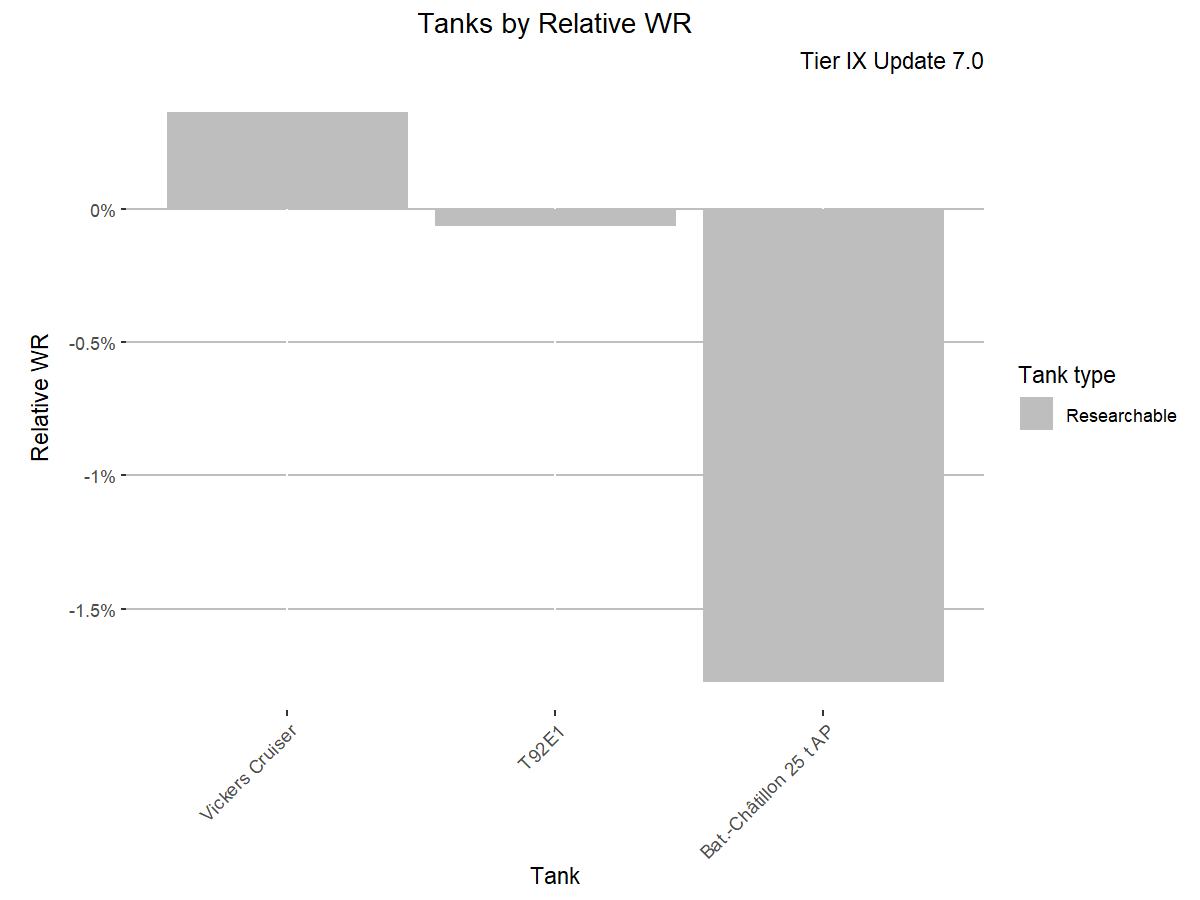 Tanks by Relative WR
Tier IX Update 7.0
Relative WR
0%
-0.5%
-1%
-1.5%
Vickers Cruiser
T92E1
Bat.-Châtillon 25 t AP
Tank
Tank type
Researchable